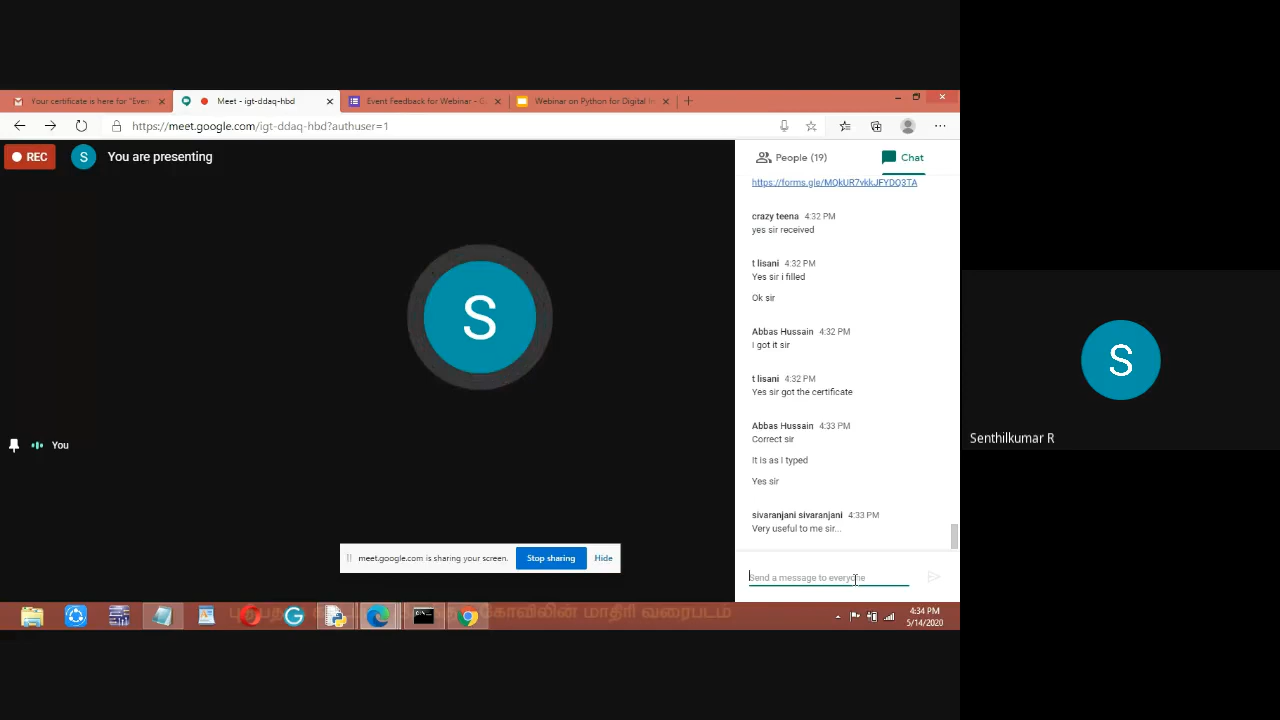 Your certificate is here for "Even
Meet - igt-ddaq-hbd
Event Feedback for Webinar - G
Webinar on Python for Digital I
https://meet.google.com/igt-ddaq-hbd?authuser=1
REC
S
You are presenting
People (19)
Chat
https://forms.gle/MQkUR7vkkJFYDQ3TA
crazy teena 4:32 PM
yes sir received
t lisani 4:32 PM
Yes sir i filled
Ok sir
Abbas Hussain 4:32 PM
I got it sir
t lisani 4:32 PM
Yes sir got the certificate
Abbas Hussain 4:33 PM
Correct sir
It is as I typed
Yes sir
sivaranjani sivaranjani 4:33 PM
Very useful to me sir...
S
You
meet.google.com is sharing your screen.
Stop sharing
Hide
Send a message to everyone
கோவிலின் மாதிரி வரைபடம்
4:34 PM
5/14/2020
S
Senthilkumar R